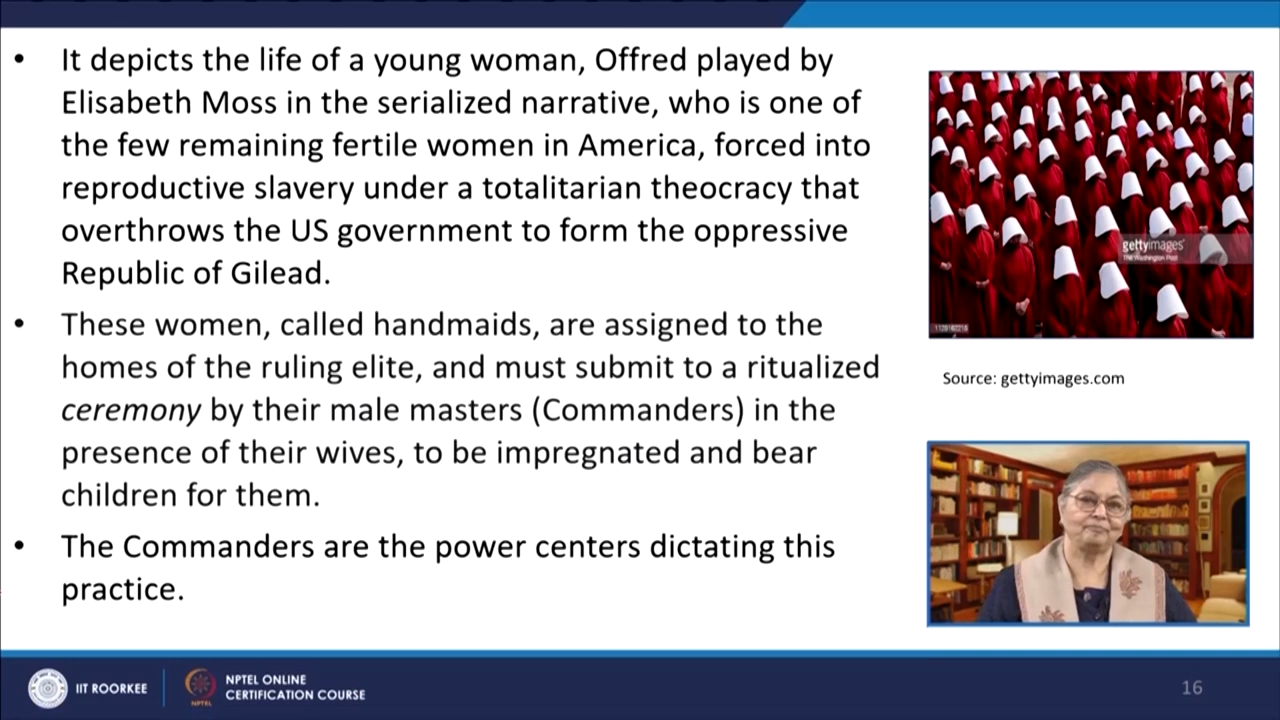 • It depicts the life of a young woman, Offred played by
Elisabeth Moss in the serialized narrative, who is one of
the few remaining fertile women in America, forced into
reproductive slavery under a totalitarian theocracy that
overthrows the US government to form the oppressive
Republic of Gilead.
• These women, called handmaids, are assigned to the
homes of the ruling elite, and must submit to a ritualized
ceremony by their male masters (Commanders) in the
presence of their wives, to be impregnated and bear
children for them.
• The Commanders are the power centers dictating this
practice.
gettyimages
The Washington Post
Source: gettyimages.com
IIT ROORKEE
NPTEL
NPTEL ONLINE
CERTIFICATION COURSE
16